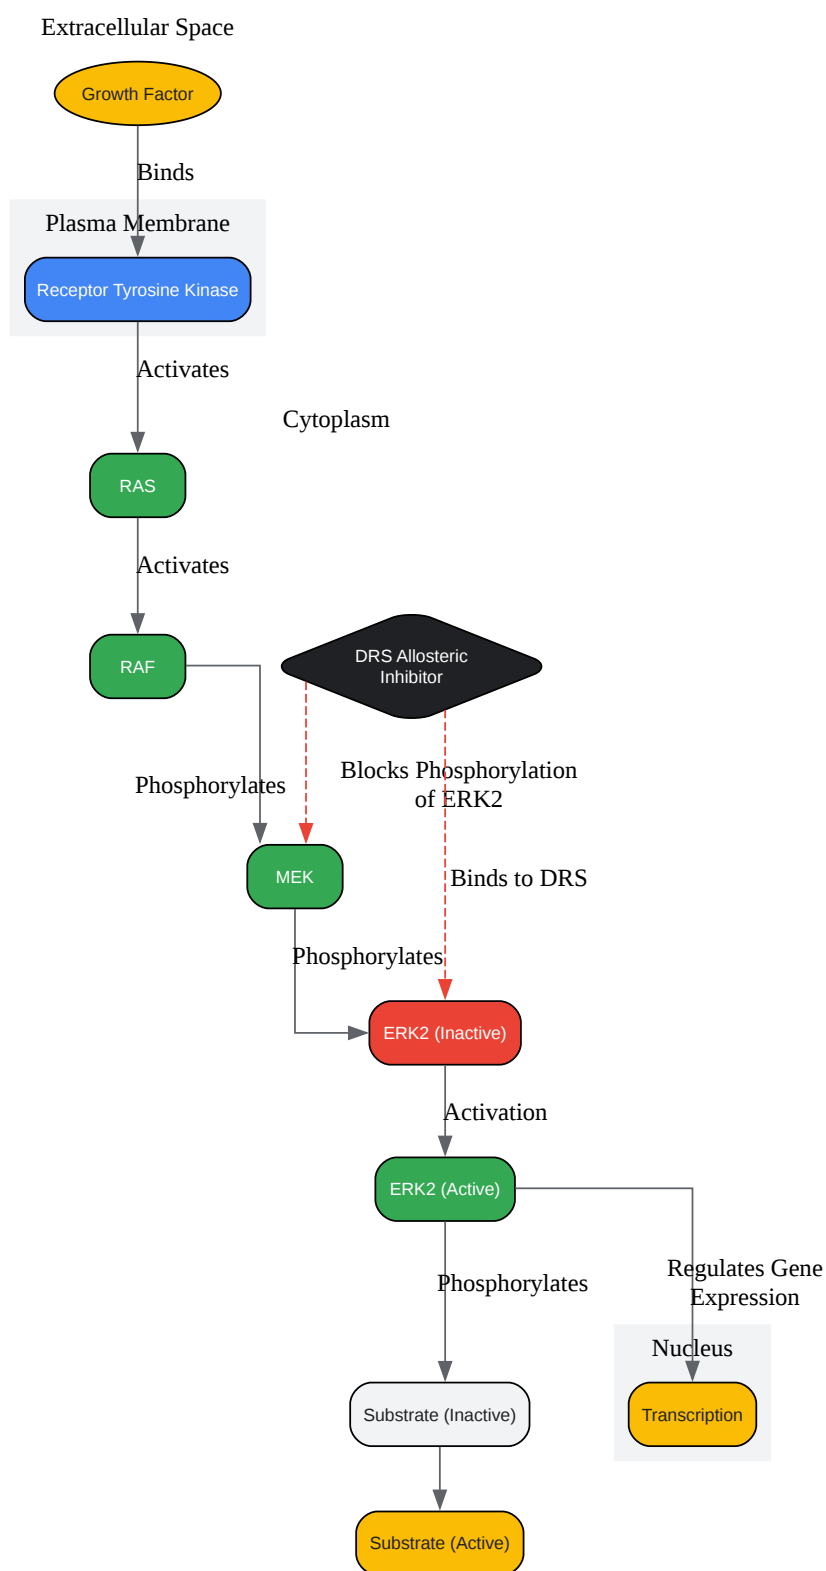 Extracellular Space
Growth Factor
Binds
Plasma Membrane
Receptor Tyrosine Kinase
Activates
Cytoplasm
RAS
Activates
DRS Allosteric
Inhibitor
RAF
Blocks Phosphorylation
of ERK2
Phosphorylates
MEK
Binds to DRS
Phosphorylates
ERK2 (Inactive)
Activation
ERK2 (Active)
Phosphorylates
Regulates Gene
Expression
Nucleus
Substrate (Inactive)
Transcription
Substrate (Active)